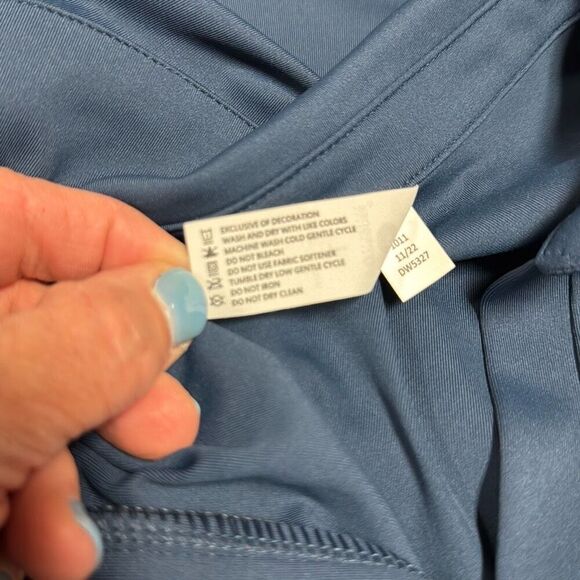 EXCLUSIVE OF DECORATION
WASH AND DRY WITH LIKE COLORS
MACHINE WASH COLD GENTLE CYCLE
DO NOT BLEACH
DO NOT USE FABRIC SOFTENER
TUMBLE DRY LOW GENTLE CYCLE
DO NOT IRON
DO NOT DRY CLEAN.
1011
11/22
DW5327